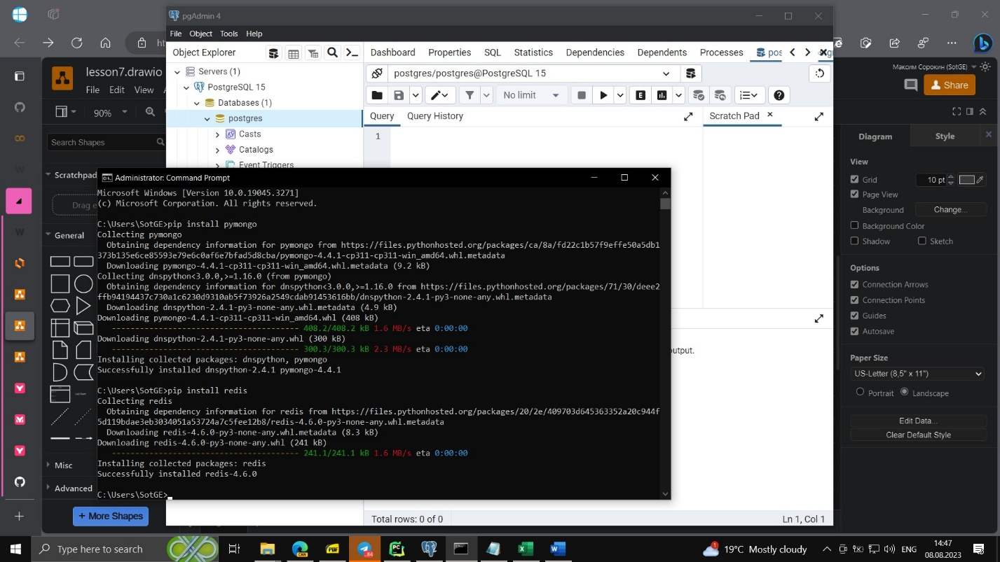 pgAdmin 4
File Object Tools Help
Object Explorer
Dashboard Properties SQL Statistics Dependencies Dependents Processes pos
Servers (1)
postgres/postgres@PostgreSQL 15
PostgreSQL 15
Databases (1)
No limit
postgres
Query Query History
Scratch Pad
Casts
1
Catalogs
Event Triggers
lesson7.drawio
File Edit View
90%
Search Shapes
Scratchpad
Drag e
General
Misc
Advanced
+ More Shapes
Administrator: Command Prompt
Microsoft Windows [Version 10.0.19045.3271]
(c) Microsoft Corporation. All rights reserved.
C:\Users\SotGE>pip install pymongo
Collecting pymongo
Obtaining dependency information for pymongo from https://files.pythonhosted.org/packages/ca/8a/fd22c1b57f9effe50a5db1
373b135e6ce85593e79e6c0af6e7bfad5d8cba/pymongo-4.4.1-cp311-cp311-win_amd64.whl.metadata
Downloading pymongo-4.4.1-cp311-cp311-win_amd64.whl.metadata (9.2 kB)
Collecting dnspython<3.0.0,>=1.16.0 (from pymongo)
Obtaining dependency information for dnspython<3.0.0,>=1.16.0 from https://files.pythonhosted.org/packages/71/30/deee2
ffb94194437c730a1c6230d9310ab5f73926a2549cdab91453616bb/dnspython-2.4.1-py3-none-any.whl.metadata
Downloading dnspython-2.4.1-py3-none-any.whl.metadata (4.9 kB)
Downloading pymongo-4.4.1-cp311-cp311-win_amd64.whl (408 kB)
---------------------------------------- 408.2/408.2 kB 1.6 MB/s eta 0:00:00
Downloading dnspython-2.4.1-py3-none-any.whl (300 kB)
---------------------------------------- 300.3/300.3 kB 2.3 MB/s eta 0:00:00
Installing collected packages: dnspython, pymongo
Successfully installed dnspython-2.4.1 pymongo-4.4.1
C:\Users\SotGE>pip install redis
Collecting redis
Obtaining dependency information for redis from https://files.pythonhosted.org/packages/20/2e/409703d645363352a20c944f
5d119bdae3eb3034051a53724a7c5fee12b8/redis-4.6.0-py3-none-any.whl.metadata
Downloading redis-4.6.0-py3-none-any.whl.metadata (8.3 kB)
Downloading redis-4.6.0-py3-none-any.whl (241 kB)
---------------------------------------- 241.1/241.1 kB 1.6 MB/s eta 0:00:00
Installing collected packages: redis
Successfully installed redis-4.6.0
C:\Users\SotGE>
utput.
Total rows: 0 of 0
Ln 1, Col 1
Максим Сорокин (SotGE)
Share
Diagram Style
View
Grid 10 pt
Page View
Background Change...
Background Color
Shadow Sketch
Options
Connection Arrows
Connection Points
Guides
Autosave
Paper Size
US-Letter (8,5" x 11")
Portrait Landscape
Edit Data...
Clear Default Style
Type here to search
19°C Mostly cloudy
ENG
14:47
08.08.2023